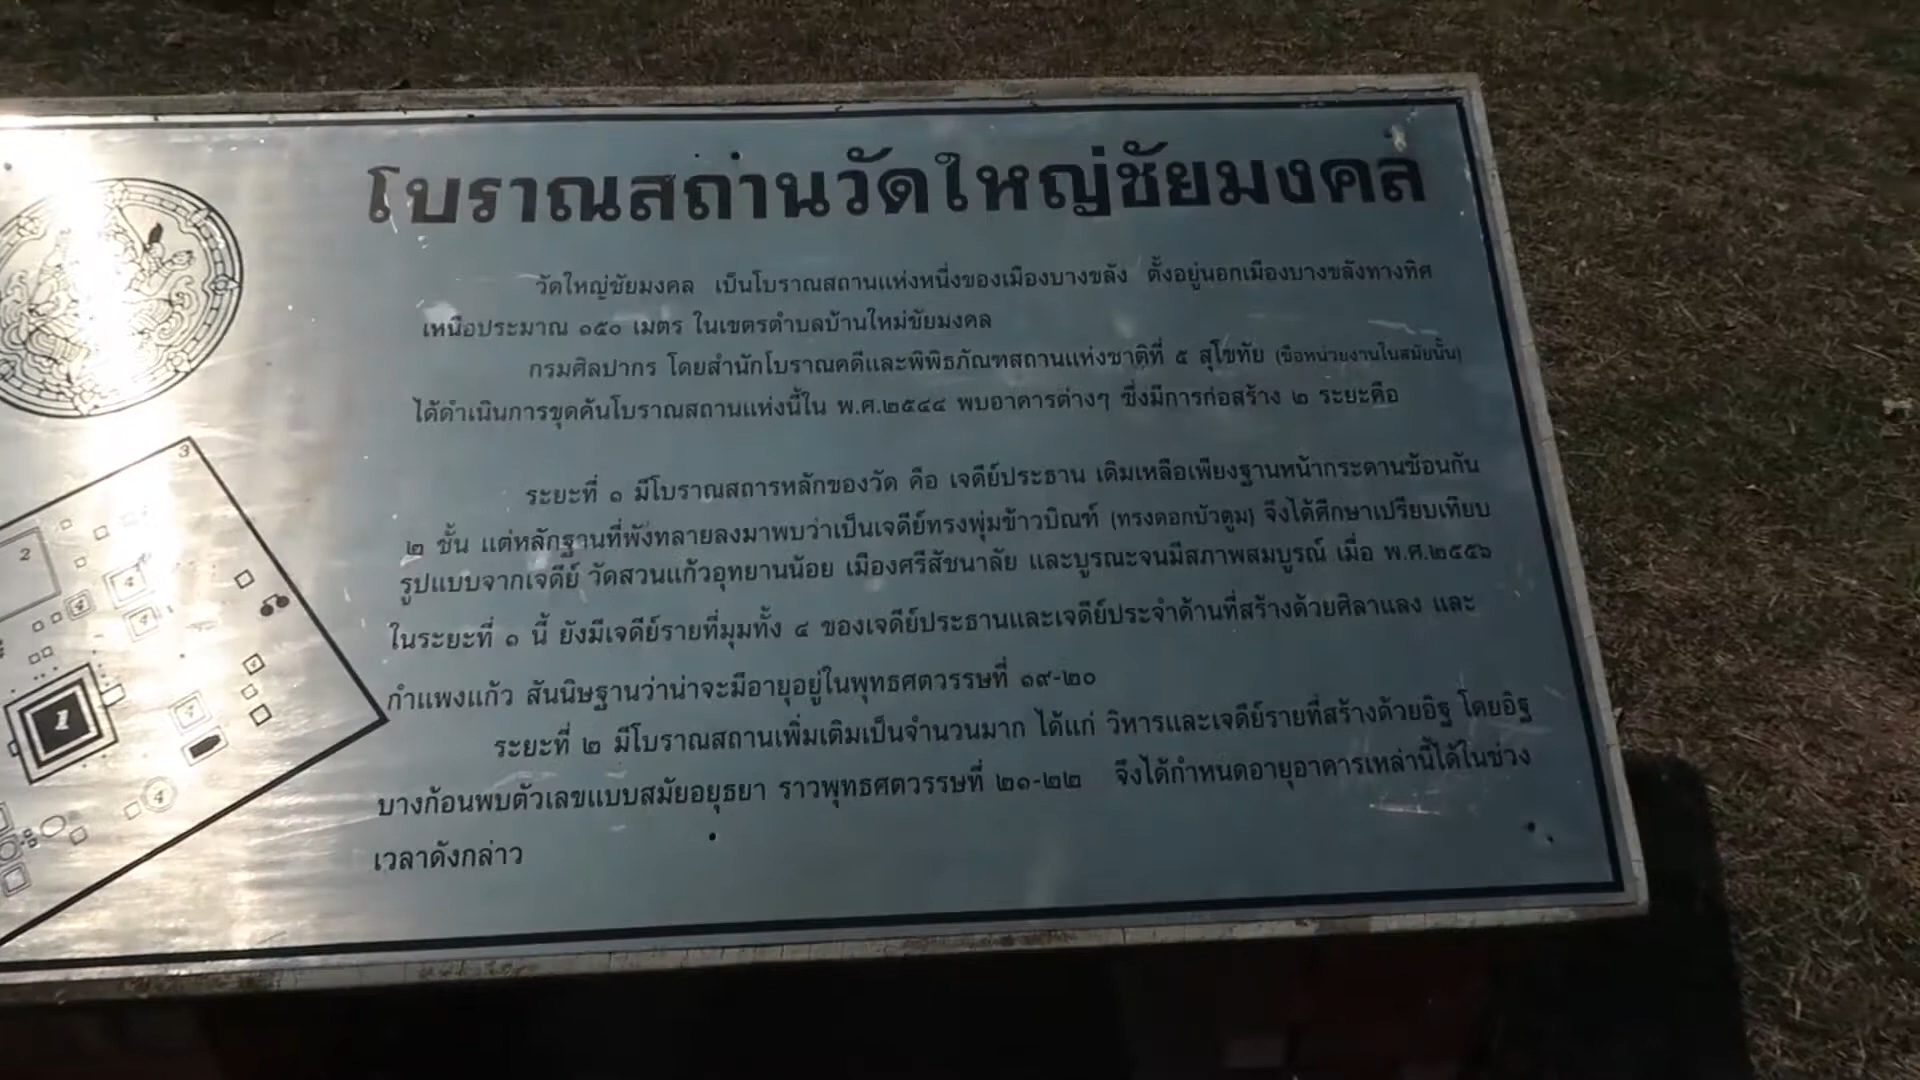 โบราณสถานวัดใหญ่ชัยมงคล
วัดใหญ่ชัยมงคล เป็นโบราณสถานแห่งหนึ่งของเมืองบางขลัง ตั้งอยู่นอกเมืองบางขลังทางทิศ
เหนือประมาณ ๑๕๐ เมตร ในเขตรตำบลบ้านใหม่ชัยมงคล
กรมศิลปากร โดยสำนักโบราณคดีและพิพิธภัณฑสถานแห่งชาติที่ ๕ สุโขทัย (ชื่อหน่วยงานในสมัยนั้น)
ได้ดำเนินการขุดค้นโบราณสถานแห่งนี้ใน พ.ศ.๒๕๔๔ พบอาคารต่างๆ ซึ่งมีการก่อสร้าง ๒ ระยะคือ
ระยะที่ ๑ มีโบราณสถารหลักของวัด คือ เจดีย์ประธาน เดิมเหลือเพียงฐานหน้ากระดานซ้อนกัน
๒ ชั้น แต่หลักฐานที่พังทลายลงมาพบว่าเป็นเจดีย์ทรงพุ่มข้าวบิณฑ์ (ทรงดอกบัวตูม) จึงได้ศึกษาเปรียบเทียบ
รูปแบบจากเจดีย์ วัดสวนแก้วอุทยานน้อย เมืองศรีสัชนาลัย และบูรณะจนมีสภาพสมบูรณ์ เมื่อ พ.ศ.๒๕๕๖
ในระยะที่ ๑ นี้ ยังมีเจดีย์รายที่มุมทั้ง ๔ ของเจดีย์ประธานและเจดีย์ประจำด้านที่สร้างด้วยศิลาแลง และ
กำแพงแก้ว สันนิษฐานว่าน่าจะมีอายุอยู่ในพุทธศตวรรษที่ ๑๙-๒๐
ระยะที่ ๒ มีโบราณสถานเพิ่มเติมเป็นจำนวนมาก ได้แก่ วิหารและเจดีย์รายที่สร้างด้วยอิฐ โดยอิฐ
บางก้อนพบตัวเลขแบบสมัยอยุธยา ราวพุทธศตวรรษที่ ๒๑-๒๒ จึงได้กำหนดอายุอาคารเหล่านี้ได้ในช่วง
เวลาดังกล่าว
3
2
4
4
4
4
4
1
4